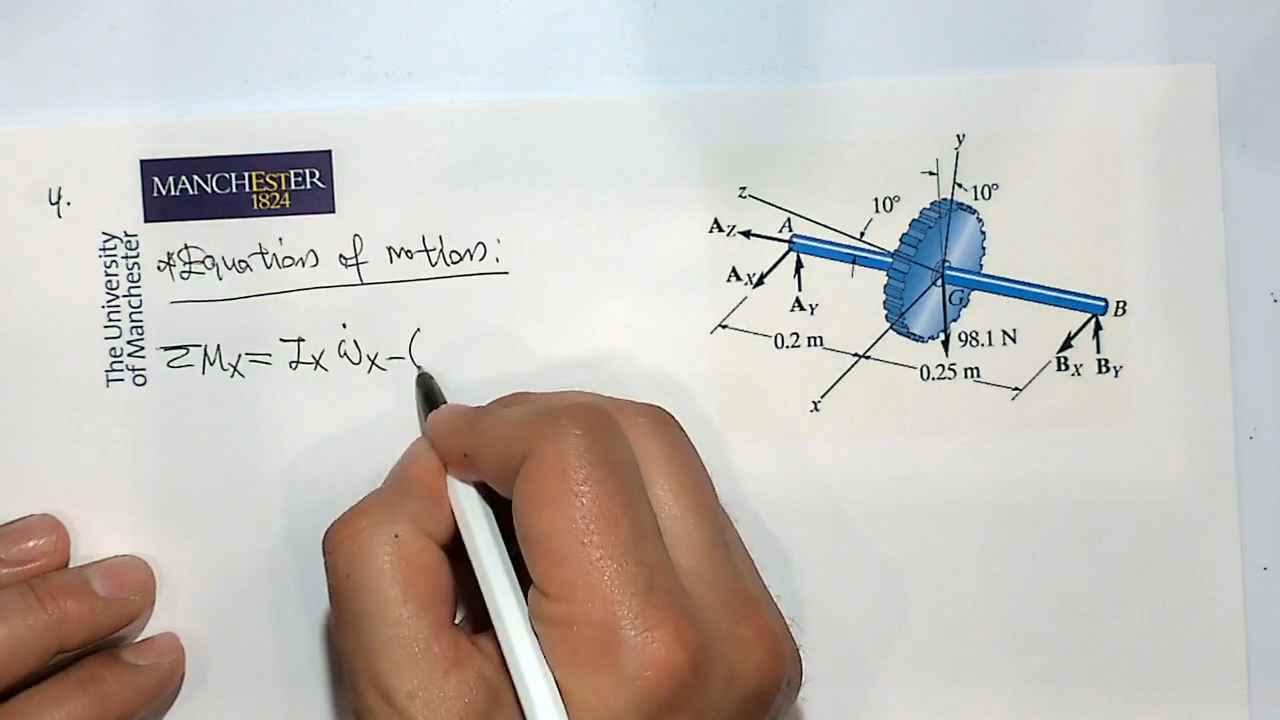 4.
MANCHESTER
1824
The University
of Manchester
*Equations of motions:
ΣMx = Ix ω̇x - (
y
z
10°
10°
A
Az
Ax
Ay
G
98.1 N
B
0.2 m
0.25 m
Bx By
x